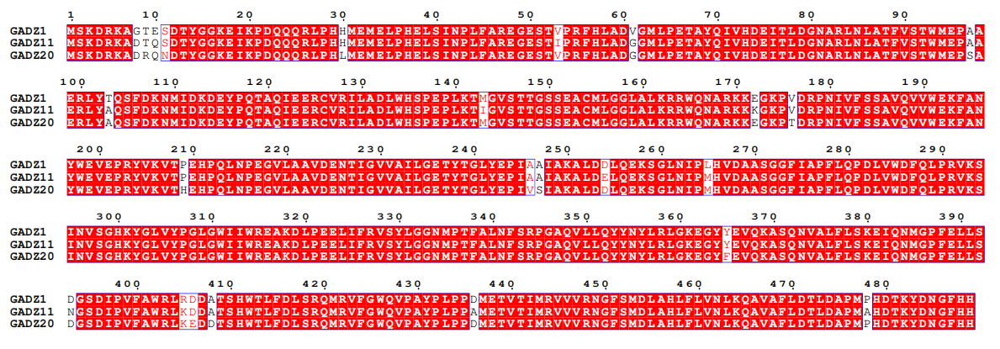 1 10 20 30 40 50 60 70 80 90
GADZ1 MSKDRKAGTESDTYGGKEIKPDQQQRLPHHMEMELPHELSINPLFAREGESTVPRFHLADVGMLPETAYQIVHDEITLDGNARLNLATFVSTWMEPAA
GADZ11 MSKDRKADTQSDTYGGKEIKPDQQQRLPHHMEMELPHELSINPLFAREGESTIPRFHLADGGMLPETAYQIVHDEITLDGNARLNLATFVSTWMEPAA
GADZ20 MSKDRKADRQNDTYGGKEIKPDQQQRLPHLMEMELPHELSINPLFAREGESTVPRFHLADGGMLPETAYQIVHDEITLDGNARLNLATFVSTWMEPSA
100 110 120 130 140 150 160 170 180 190
GADZ1 ERLYTQSFDKNMIDKDEYPQTAQIEERCVRILADLWHSPEPLKTMGVSTTGSSEACMLGGLALKRRWQNARKKEGKPVDRPNIVFSSAVQVVWEKFAN
GADZ11 ERLYAQSFDKNMIDKDEYPQTAQIEERCVRILADLWHSPEPLKTIGVSTTGSSEACMLGGLALKRRWQNARKKKGKPVDRPNIVFSSAVQVVWEKFAN
GADZ20 ERLYAQSFDKNMIDKDEYPQTAQIEERCVRILADLWHSPEPLKTMGVSTTGSSEACMLGGLALKRRWQNARKKEGKPTDRPNIVFSSAVQVVWEKFAN
200 210 220 230 240 250 260 270 280 290
GADZ1 YWEVEPRYVKVTPEHPQLNPEGVLAAVDENTIGVVAILGETYTGLYEPIAAIAKALDDLQEKSGLNIPLHVDAASGGFIAPFLQPDLVWDFQLPRVKS
GADZ11 YWEVEPRYVKVTPEHPQLNPEGVLAAVDENTIGVVAILGETYTGLYEPIAAIAKALDELQEKSGLNIPMHVDAASGGFIAPFLQPDLVWDFQLPRVKS
GADZ20 YWEVEPRYVKVTHEHPQLNPEGVLAAVDENTIGVVAILGETYTGLYEPIVSIAKALDDLQEKSGLNIPMHVDAASGGFIAPFLQPDLVWDFQLPRVKS
300 310 320 330 340 350 360 370 380 390
GADZ1 INVSGHKYGLVYPGLGWIIWREAKDLPEELIFRVSYLGGNMPTFALNFSRPGAQVLLQYYNYLRLGKEGYYEVQKASQNVALFLSKEIQNMGPFELLS
GADZ11 INVSGHKYGLVYPGLGWIIWREAKDLPEELIFRVSYLGGNMPTFALNFSRPGAQVLLQYYNYLRLGKEGYYEVQKASQNVALFLSKEIQNMGPFELLS
GADZ20 INVSGHKYGLVYPGLGWIIWREAKDLPEELIFRVSYLGGNMPTFALNFSRPGAQVLLQYYNYLRLGKEGYFEVQKASQNVALFLSKEIQNMGPFELLS
400 410 420 430 440 450 460 470 480
GADZ1 DGSDIPVFAWRLRDDATSHWTLFDLSRQMRVFGWQVPAYPLPPDMETVTIMRVVVRNGFSMDLAHLFLVNLKQAVAFLDTLDAPMPHDTKYDNGFHH
GADZ11 NGSDIPVFAWRLKDDATSHWTLFDLSRQMRVFGWQVPAYPLPPAMETVTIMRVVVRNGFSMDLAHLFLVNLKQAVAFLDTLDAPMPHDTKYDNGFHH
GADZ20 DGSDIPVFAWRLKEDDTSHWTLFDLSRQMRVFGWQVPAYPLPPDMETVTIMRVVVRNGFSMDLAHLFLVNLKQAVAFLDTLDAPMAHDTKYDNGFHH